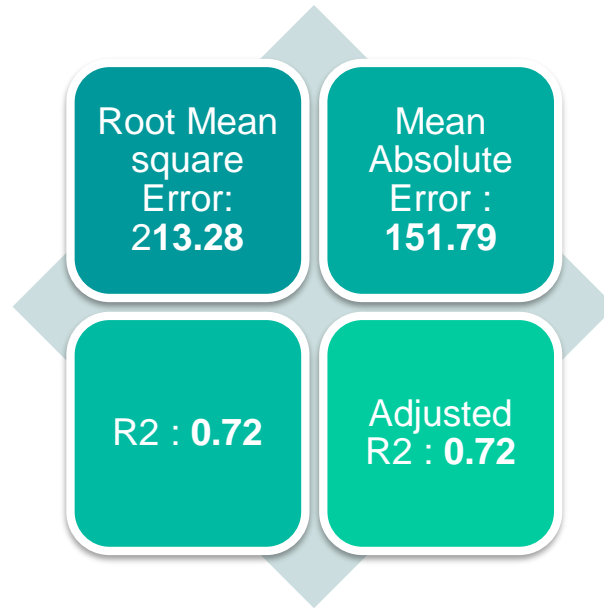 Root Mean
square
Error:
213.28
Mean
Absolute
Error :
151.79
R2 : 0.72
Adjusted
R2 : 0.72